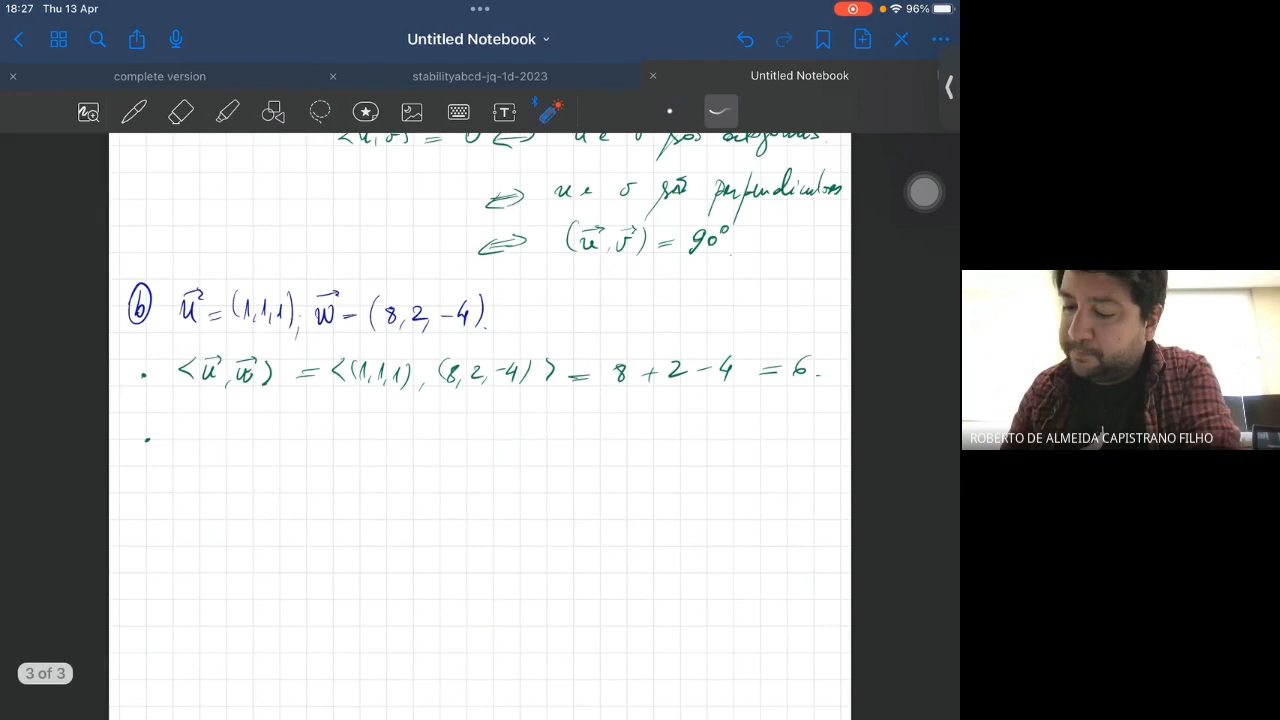 18:27 Thu 13 Apr
96%
Untitled Notebook
complete version
stabilityabcd-jq-1d-2023
Untitled Notebook
T
<u,v> = 0 ⟺ u e v são
⟺ u e v são perpendiculares
⟺ (u⃗, v⃗) = 90°.
ⓑ u⃗ = (1,1,1); w⃗ = (8,2,-4).
• <u⃗, w⃗> = <(1,1,1), (8,2,-4)> = 8 + 2 - 4 = 6.
•
ROBERTO DE ALMEIDA CAPISTRANO FILHO
3 of 3